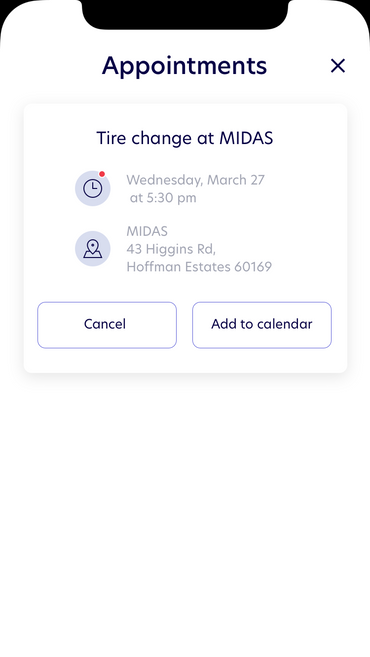 Appointments
Tire change at MIDAS
Wednesday, March 27
at 5:30 pm
MIDAS
43 Higgins Rd,
Hoffman Estates 60169
Cancel
Add to calendar